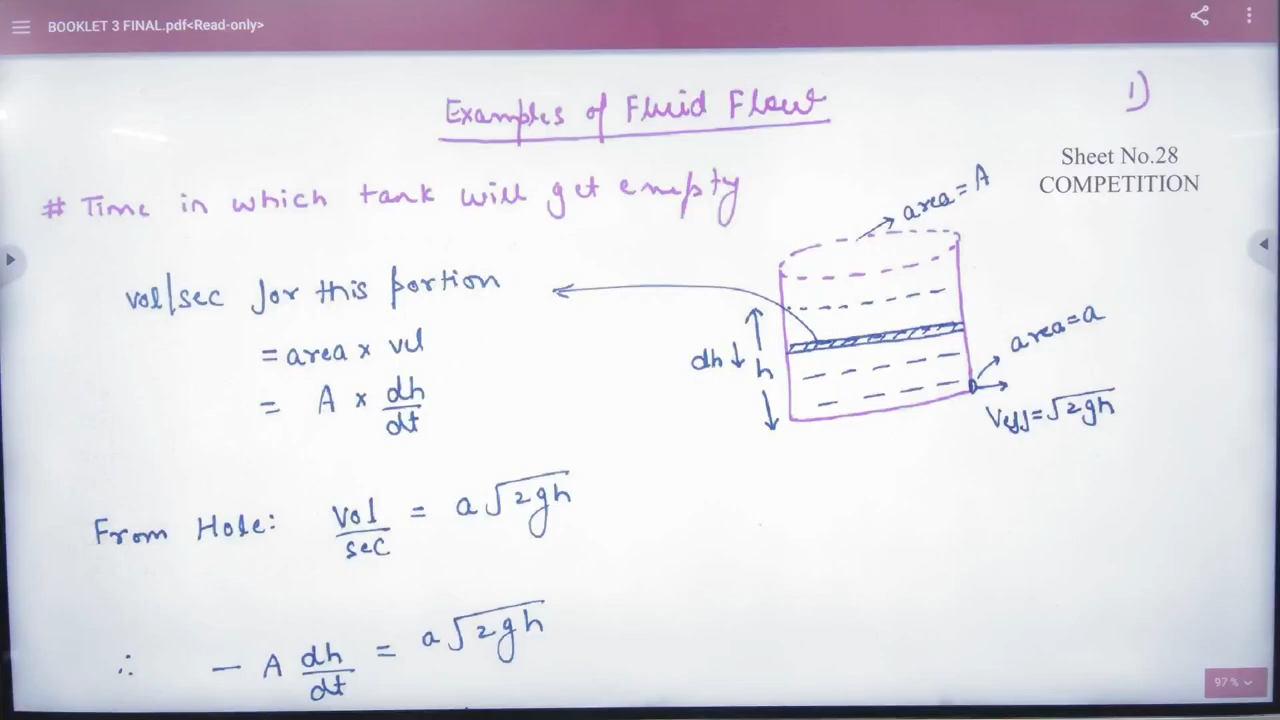 BOOKLET 3 FINAL.pdf<Read-only>
Examples of Fluid Flow
1)
Sheet No.28
COMPETITION
# Time in which tank will get empty
area = A
vol/sec for this portion
= area × vel
= A × dh/dt
dh ↓ h
area = a
Veff = √2gh
From Hole: Vol/sec = a√2gh
∴ − A dh/dt = a√2gh
97%